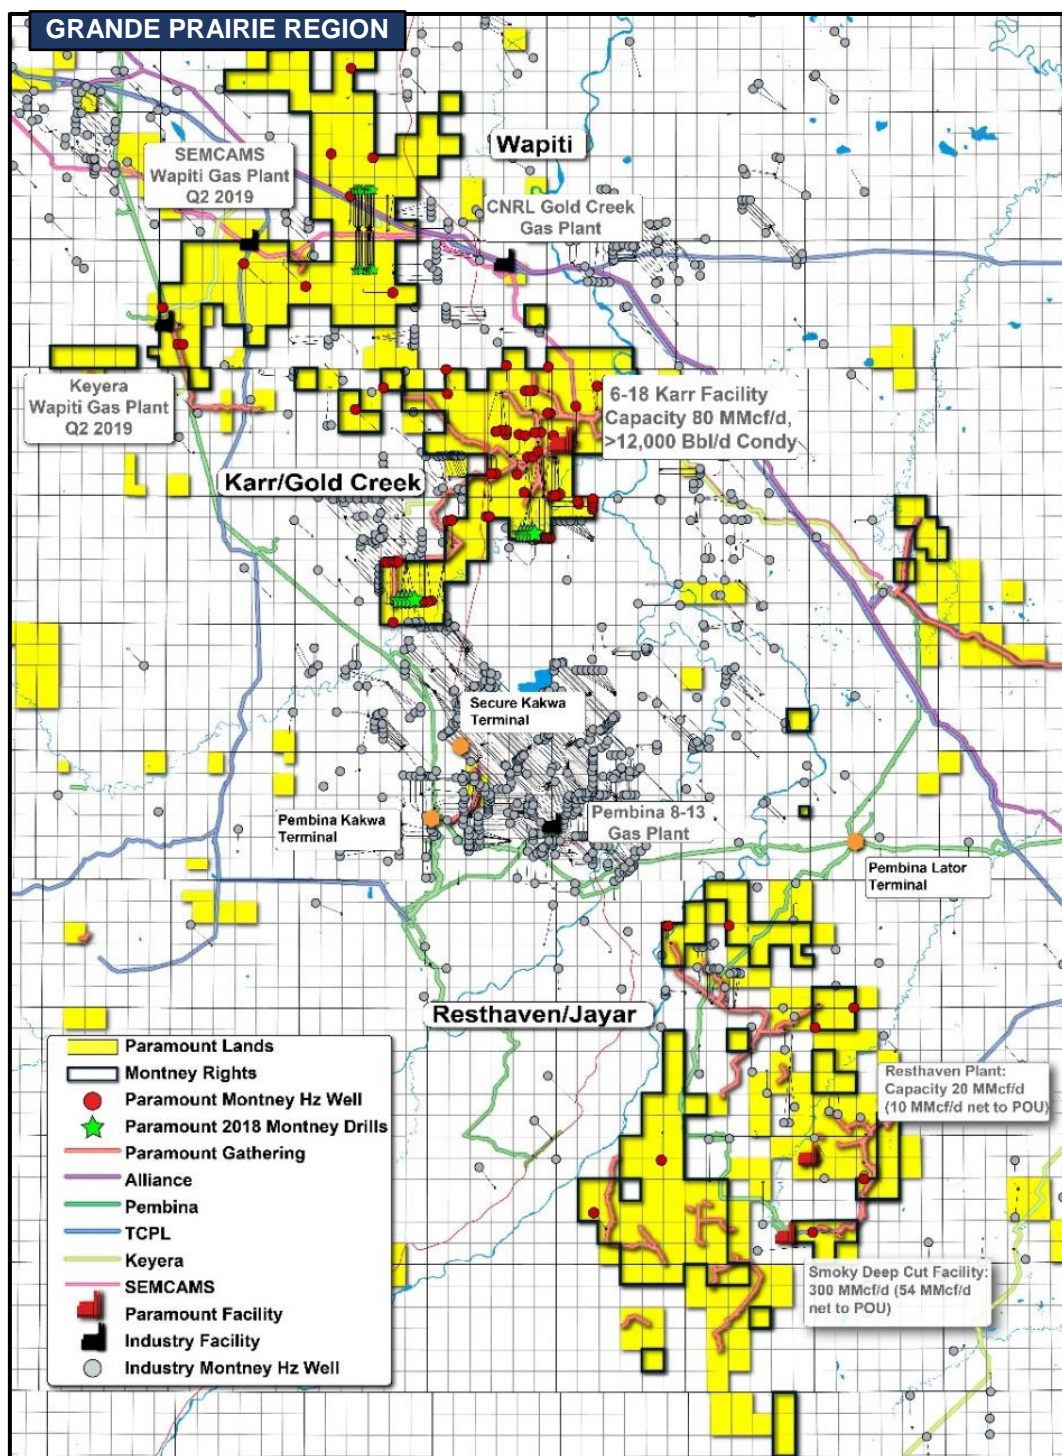 GRANDE PRAIRIE REGION
Wapiti
SEMCAMS
Wapiti Gas Plant
Q2 2019
CNRL Gold Creek
Gas Plant
Keyera
Wapiti Gas Plant
Q2 2019
6-18 Karr Facility
Capacity 80 MMcf/d,
>12,000 Bbl/d Condy
Karr/Gold Creek
Secure Kakwa
Terminal
Pembina Kakwa
Terminal
Pembina 8-13
Gas Plant
Pembina Lator
Terminal
Resthaven/Jayar
Resthaven Plant:
Capacity 20 MMcf/d
(10 MMcf/d net to POU)
Smoky Deep Cut Facility:
300 MMcf/d (54 MMcf/d
net to POU)
Paramount Lands
Montney Rights
Paramount Montney Hz Well
Paramount 2018 Montney Drills
Paramount Gathering
Alliance
Pembina
TCPL
Keyera
SEMCAMS
Paramount Facility
Industry Facility
Industry Montney Hz Well